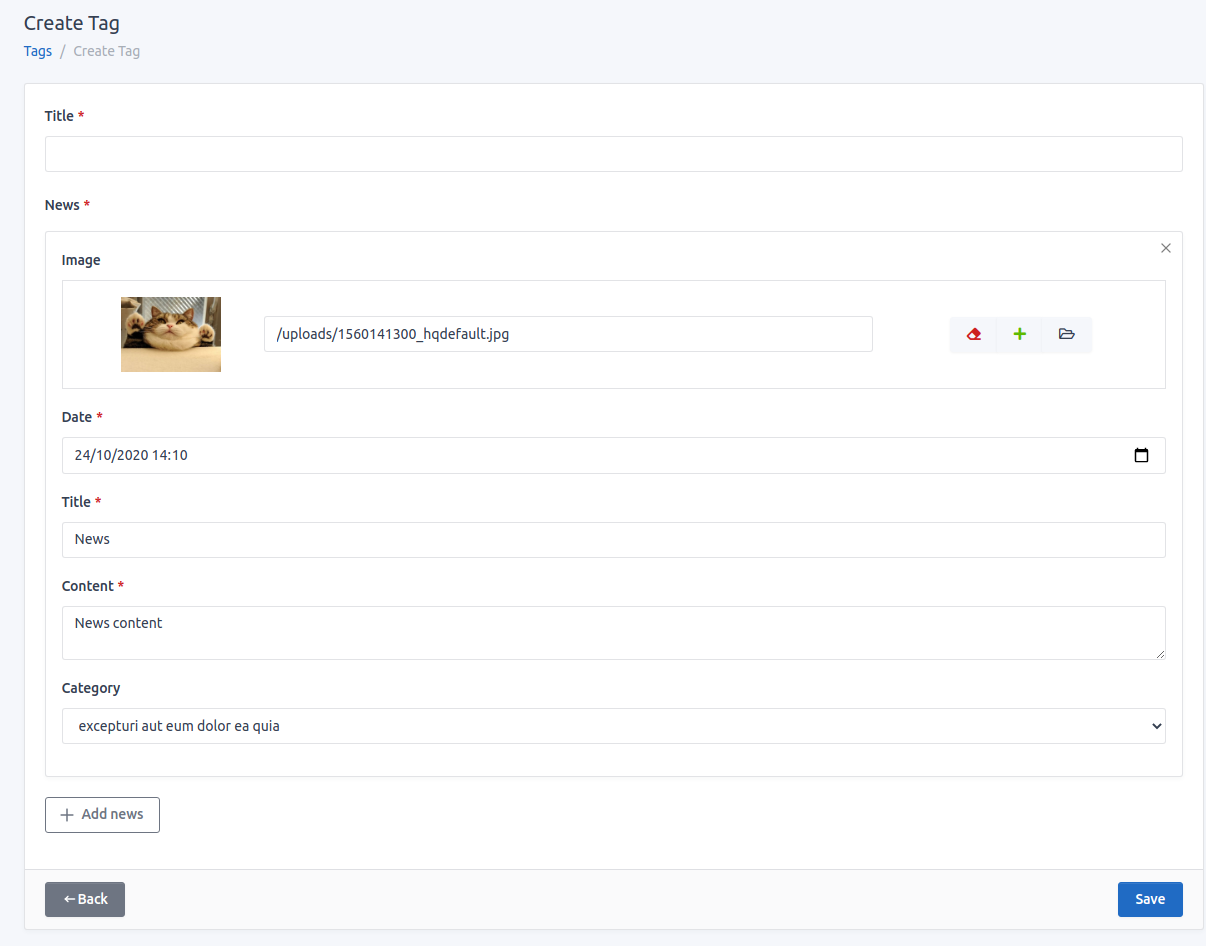 Create Tag
Tags / Create Tag
Title *
News *
Image
/uploads/1560141300_hqdefault.jpg
Date *
24/10/2020 14:10
Title *
News
Content *
News content
Category
excepturi aut eum dolor ea quia
+ Add news
←Back
Save